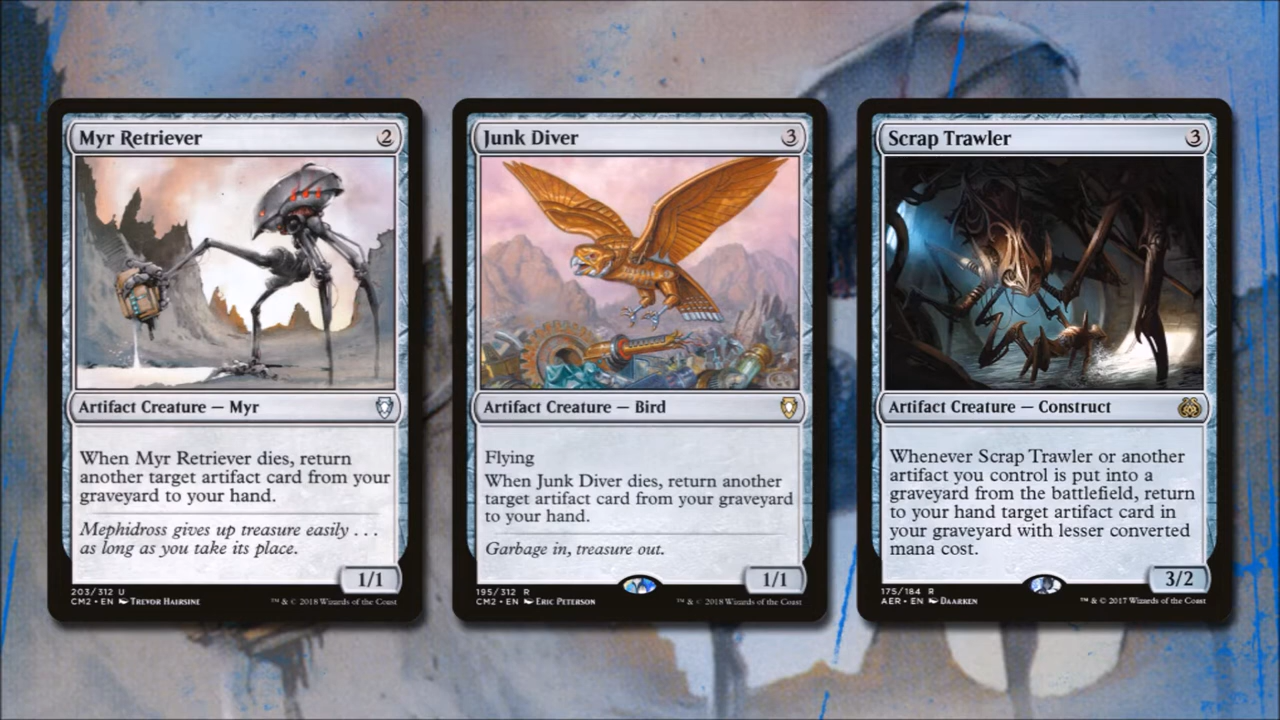 Myr Retriever 2
Artifact Creature — Myr
When Myr Retriever dies, return
another target artifact card from your
graveyard to your hand.
Mephidross gives up treasure easily . . .
as long as you take its place.
1/1
203/312 U
CM2 • EN Trevor Hairsine
™ & © 2018 Wizards of the Coast
Junk Diver 3
Artifact Creature — Bird
Flying
When Junk Diver dies, return another
target artifact card from your graveyard
to your hand.
Garbage in, treasure out.
1/1
195/312 R
CM2 • EN Eric Peterson
™ & © 2018 Wizards of the Coast
Scrap Trawler 3
Artifact Creature — Construct
Whenever Scrap Trawler or another
artifact you control is put into a
graveyard from the battlefield, return
to your hand target artifact card in
your graveyard with lesser converted
mana cost.
3/2
175/184 R
AER • EN Daarken
™ & © 2017 Wizards of the Coast